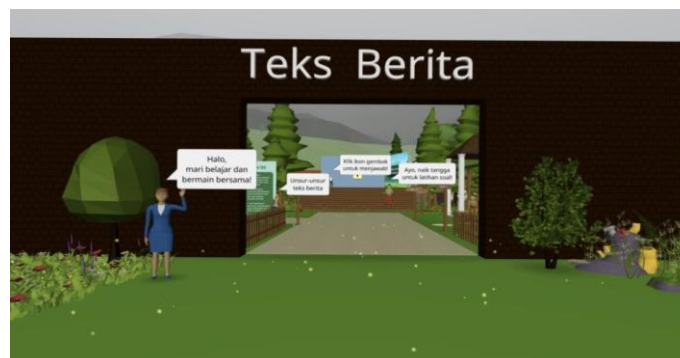 Teks Berita
Halo,
mari belajar dan
bermain bersama!
Unsur-unsur
teks berita
Klik ikon gembok
untuk menjawab!
Ayo, naik tangga
untuk latihan soal!